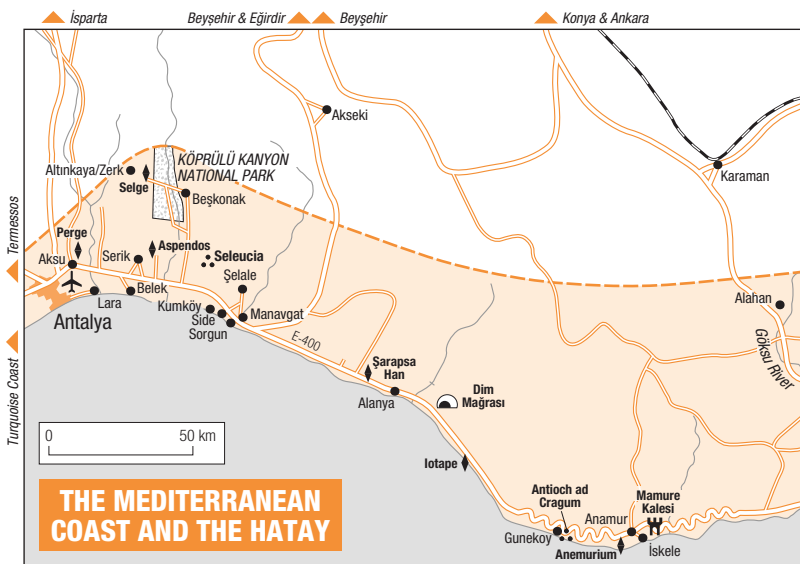 İsparta
Beyşehir & Eğirdir
Beyşehir
Konya & Ankara
Akseki
KÖPRÜLÜ KANYON
NATIONAL PARK
Altınkaya/Zerk
Selge
Beşkonak
Karaman
Termessos
Perge
Aspendos
Seleucia
Aksu
Serik
Şelale
Alahan
Lara
Belek
Kumköy
Manavgat
Antalya
Side
Sorgun
E-400
Göksu River
Turquoise Coast
Şarapsa
Han
Dim
Mağrası
Alanya
0
50 km
Iotape
THE MEDITERRANEAN
COAST AND THE HATAY
Antioch ad
Cragum
Mamure
Kalesi
Anamur
Gunekoy
Anemurium
İskele